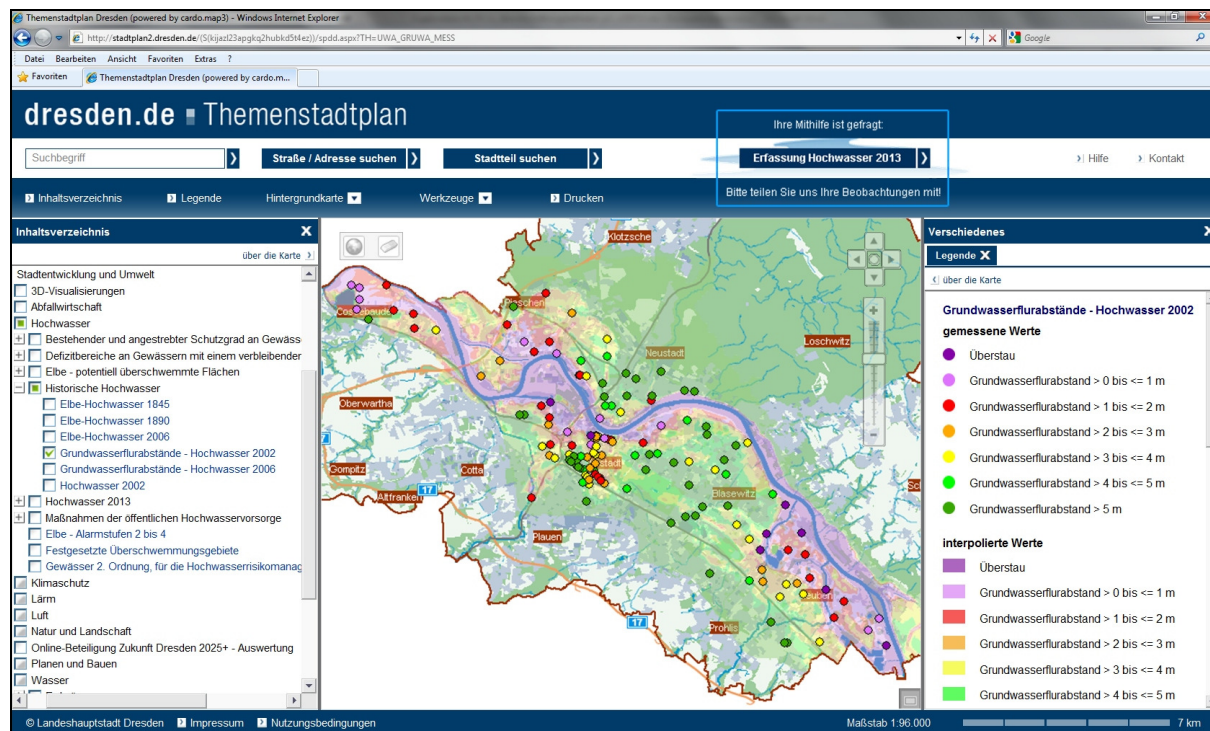 Themenstadtplan Dresden (powered by cardo.map3) - Windows Internet Explorer
http://stadtplan2.dresden.de/(S(kijazl23apgkq2hubkd5t4ez))/spdd.aspx?TH=UWA_GRUWA_MESS
Google
Datei Bearbeiten Ansicht Favoriten Extras ?
Favoriten
Themenstadtplan Dresden (powered by cardo.m...
dresden.de Themenstadtplan
Ihre Mithilfe ist gefragt:
Suchbegriff
Straße / Adresse suchen
Stadtteil suchen
Erfassung Hochwasser 2013
Hilfe
Kontakt
Bitte teilen Sie uns Ihre Beobachtungen mit!
Inhaltsverzeichnis
Legende
Hintergrundkarte
Werkzeuge
Drucken
Inhaltsverzeichnis X
über die Karte
Stadtentwicklung und Umwelt
3D-Visualisierungen
Abfallwirtschaft
Hochwasser
Bestehender und angestrebter Schutzgrad an Gewäss
Defizitbereiche an Gewässern mit einem verbleibender
Elbe - potentiell überschwemmte Flächen
Historische Hochwasser
Elbe-Hochwasser 1845
Elbe-Hochwasser 1890
Elbe-Hochwasser 2006
Grundwasserflurabstände - Hochwasser 2002
Grundwasserflurabstände - Hochwasser 2006
Hochwasser 2002
Hochwasser 2013
Maßnahmen der öffentlichen Hochwasservorsorge
Elbe - Alarmstufen 2 bis 4
Festgesetzte Überschwemmungsgebiete
Gewässer 2. Ordnung, für die Hochwasserrisikomanag
Klimaschutz
Lärm
Luft
Natur und Landschaft
Online-Beteiligung Zukunft Dresden 2025+ - Auswertung
Planen und Bauen
Wasser
Klotzsche
Pieschen
Cossebaude
Loschwitz
Neustadt
Oberwartha
Gompitz
Cotta
Altfranken
17
Blasewitz
Plauen
17
Prohlis
Leuben
Verschiedenes X
Legende X
über die Karte
Grundwasserflurabstände - Hochwasser 2002
gemessene Werte
Überstau
Grundwasserflurabstand > 0 bis <= 1 m
Grundwasserflurabstand > 1 bis <= 2 m
Grundwasserflurabstand > 2 bis <= 3 m
Grundwasserflurabstand > 3 bis <= 4 m
Grundwasserflurabstand > 4 bis <= 5 m
Grundwasserflurabstand > 5 m
interpolierte Werte
Überstau
Grundwasserflurabstand > 0 bis <= 1 m
Grundwasserflurabstand > 1 bis <= 2 m
Grundwasserflurabstand > 2 bis <= 3 m
Grundwasserflurabstand > 3 bis <= 4 m
Grundwasserflurabstand > 4 bis <= 5 m
© Landeshauptstadt Dresden
Impressum
Nutzungsbedingungen
Maßstab 1:96.000
7 km